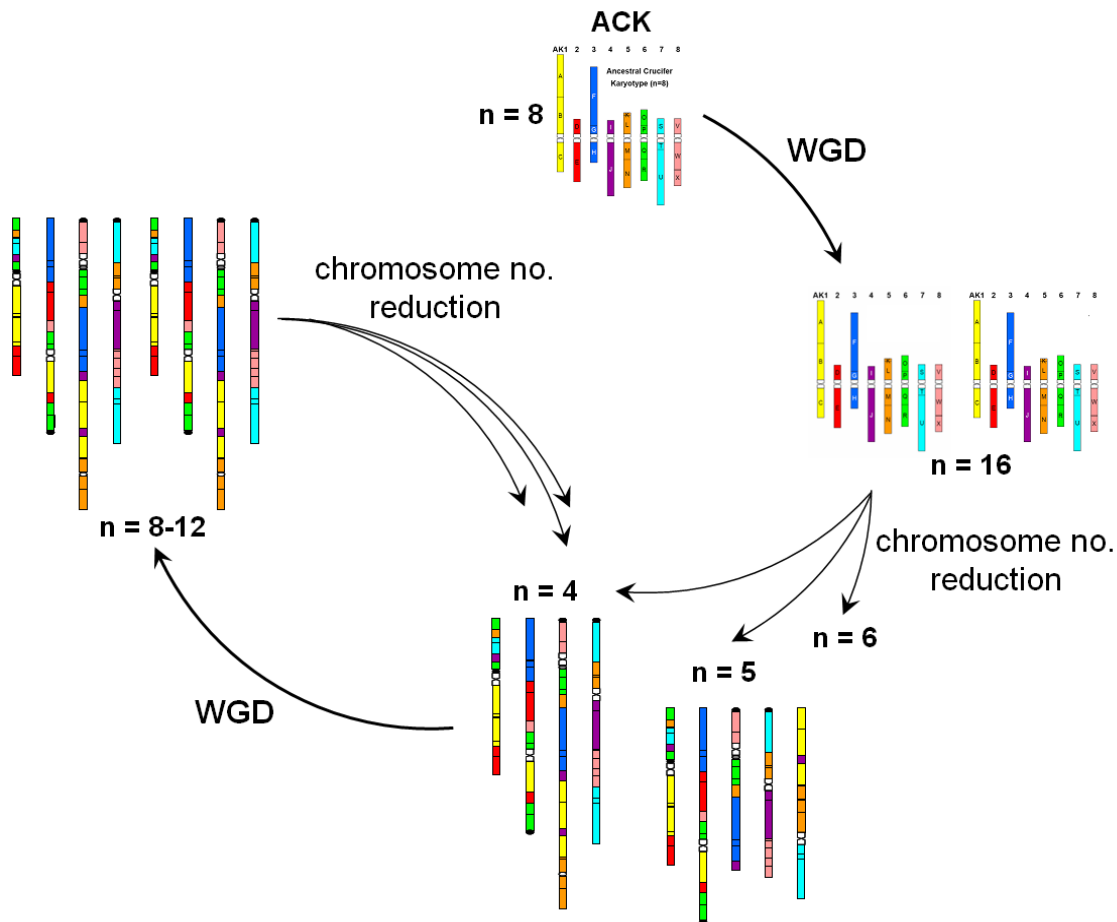 ACK
AK1 2 3 4 5 6 7 8
Ancestral Crucifer
Karyotype (n=8)
n = 8
A
B
C
D
E
F
G
H
I
J
K
L
M
N
O
P
Q
R
S
T
U
V
W
X
WGD
chromosome no.
reduction
AK1 2 3 4 5 6 7 8 AK1 2 3 4 5 6 7 8
A
B
C
F
G
H
I
J
K
L
M
N
S
T
U
V
W
X
A
B
C
F
G
H
I
J
K
L
M
N
S
T
U
V
W
X
n = 16
n = 8-12
chromosome no.
reduction
n = 4
n = 6
n = 5
WGD